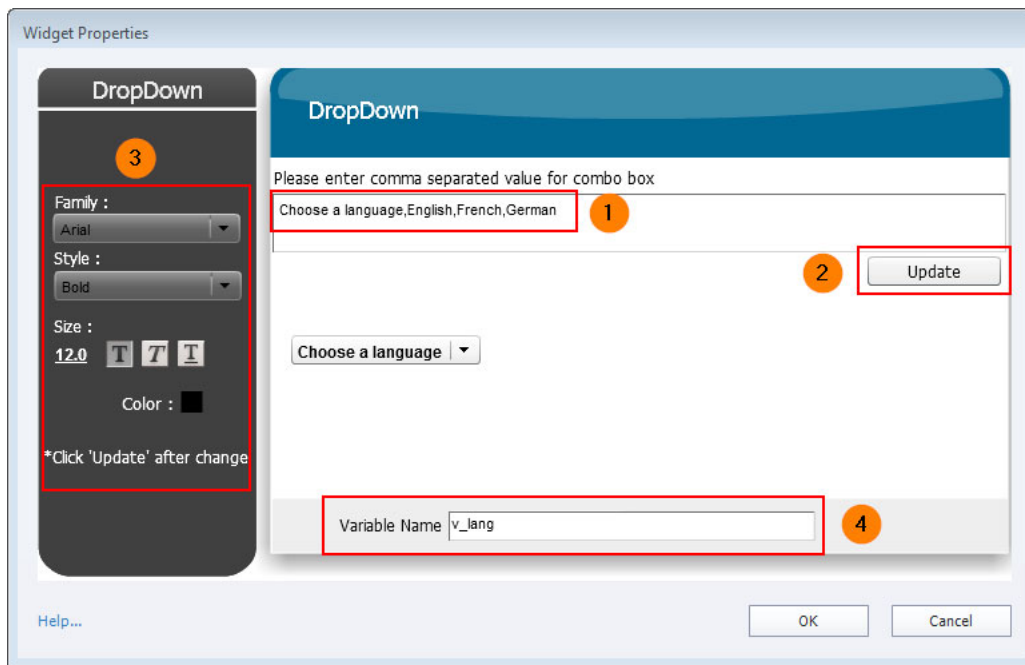 Widget Properties
DropDown
3
Family :
Arial
Style :
Bold
Size :
12.0 T T T
Color :
*Click 'Update' after change
DropDown
Please enter comma separated value for combo box
Choose a language,English,French,German
1
2
Update
Choose a language
Variable Name v_lang
4
Help...
OK
Cancel